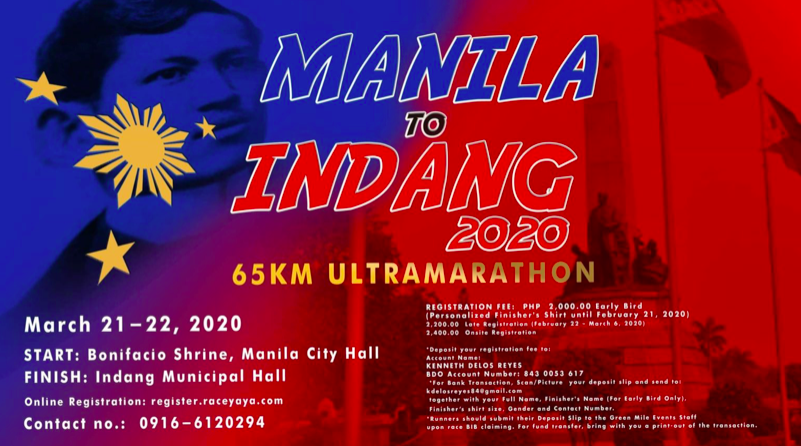 MANILA
TO
INDANG
2020
65KM ULTRAMARATHON
March 21-22, 2020
START: Bonifacio Shrine, Manila City Hall
FINISH: Indang Municipal Hall
Online Registration: register.raceyaya.com
Contact no.: 0916-6120294
REGISTRATION FEE: PHP 2,000.00 Early Bird
(Personalized Finisher's Shirt until February 21, 2020)
2,200.00 Late Registration (February 22 - March 6, 2020)
2,400.00 Onsite Registration
*Deposit your registration fee to:
Account Name:
KENNETH DELOS REYES
BDO Account Number: 843 0053 617
*For Bank Transaction, Scan/Picture your deposit slip and send to:
kdelosreyes84@gmail.com
together with your Full Name, Finisher's Name (For Early Bird Only),
Finisher's shirt size, Gender and Contact Number.
*Runners should submit their Deposit Slip to the Green Mile Events Staff
upon race BIB claiming. For fund transfer, bring with you a print-out of the transaction.